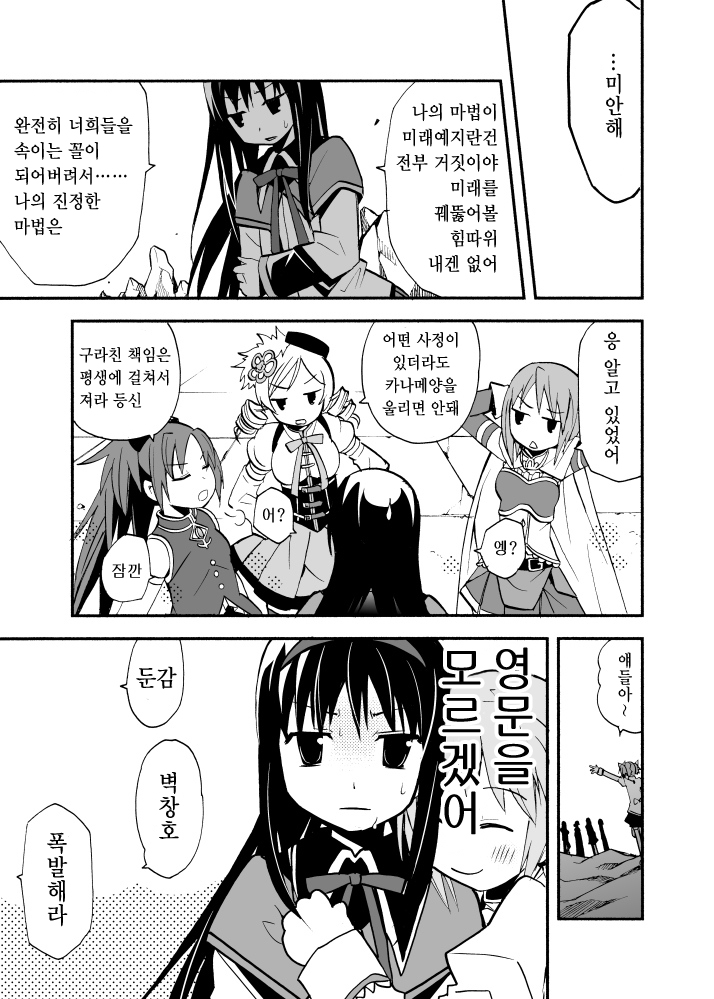 …미안해
나의 마법이
미래예지란건
전부 거짓이야
미래를
꿰뚫어볼
힘따위
내겐 없어
완전히 너희들을
속이는 꼴이
되어버려서……
나의 진정한
마법은
응 알고 있었어
어떤 사정이
있더라도
카나메양을
울리면 안돼
구라친 책임은
평생에 걸쳐서
져라 등신
엥?
어?
잠깐
얘들아~
영문을
모르겠어
둔감
벽창호
폭발해라